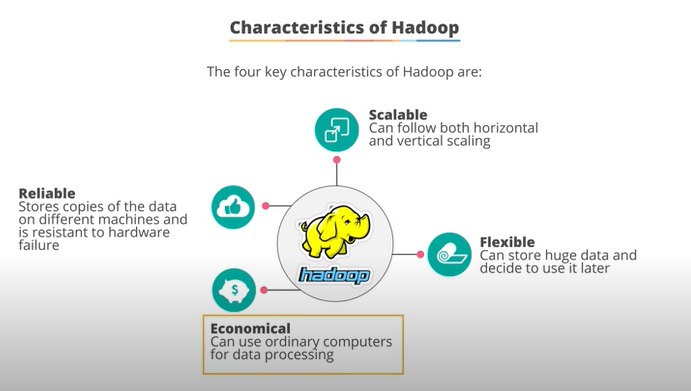 Characteristics of Hadoop
The four key characteristics of Hadoop are:
Scalable
Can follow both horizontal
and vertical scaling
Reliable
Stores copies of the data
on different machines and
is resistant to hardware
failure
hadoop
Flexible
Can store huge data and
decide to use it later
$
Economical
Can use ordinary computers
for data processing